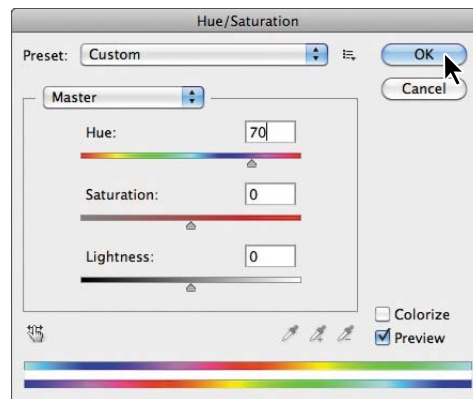 Hue/Saturation
Preset: Custom
OK
Cancel
Master
Hue: 70
Saturation: 0
Lightness: 0
Colorize
Preview